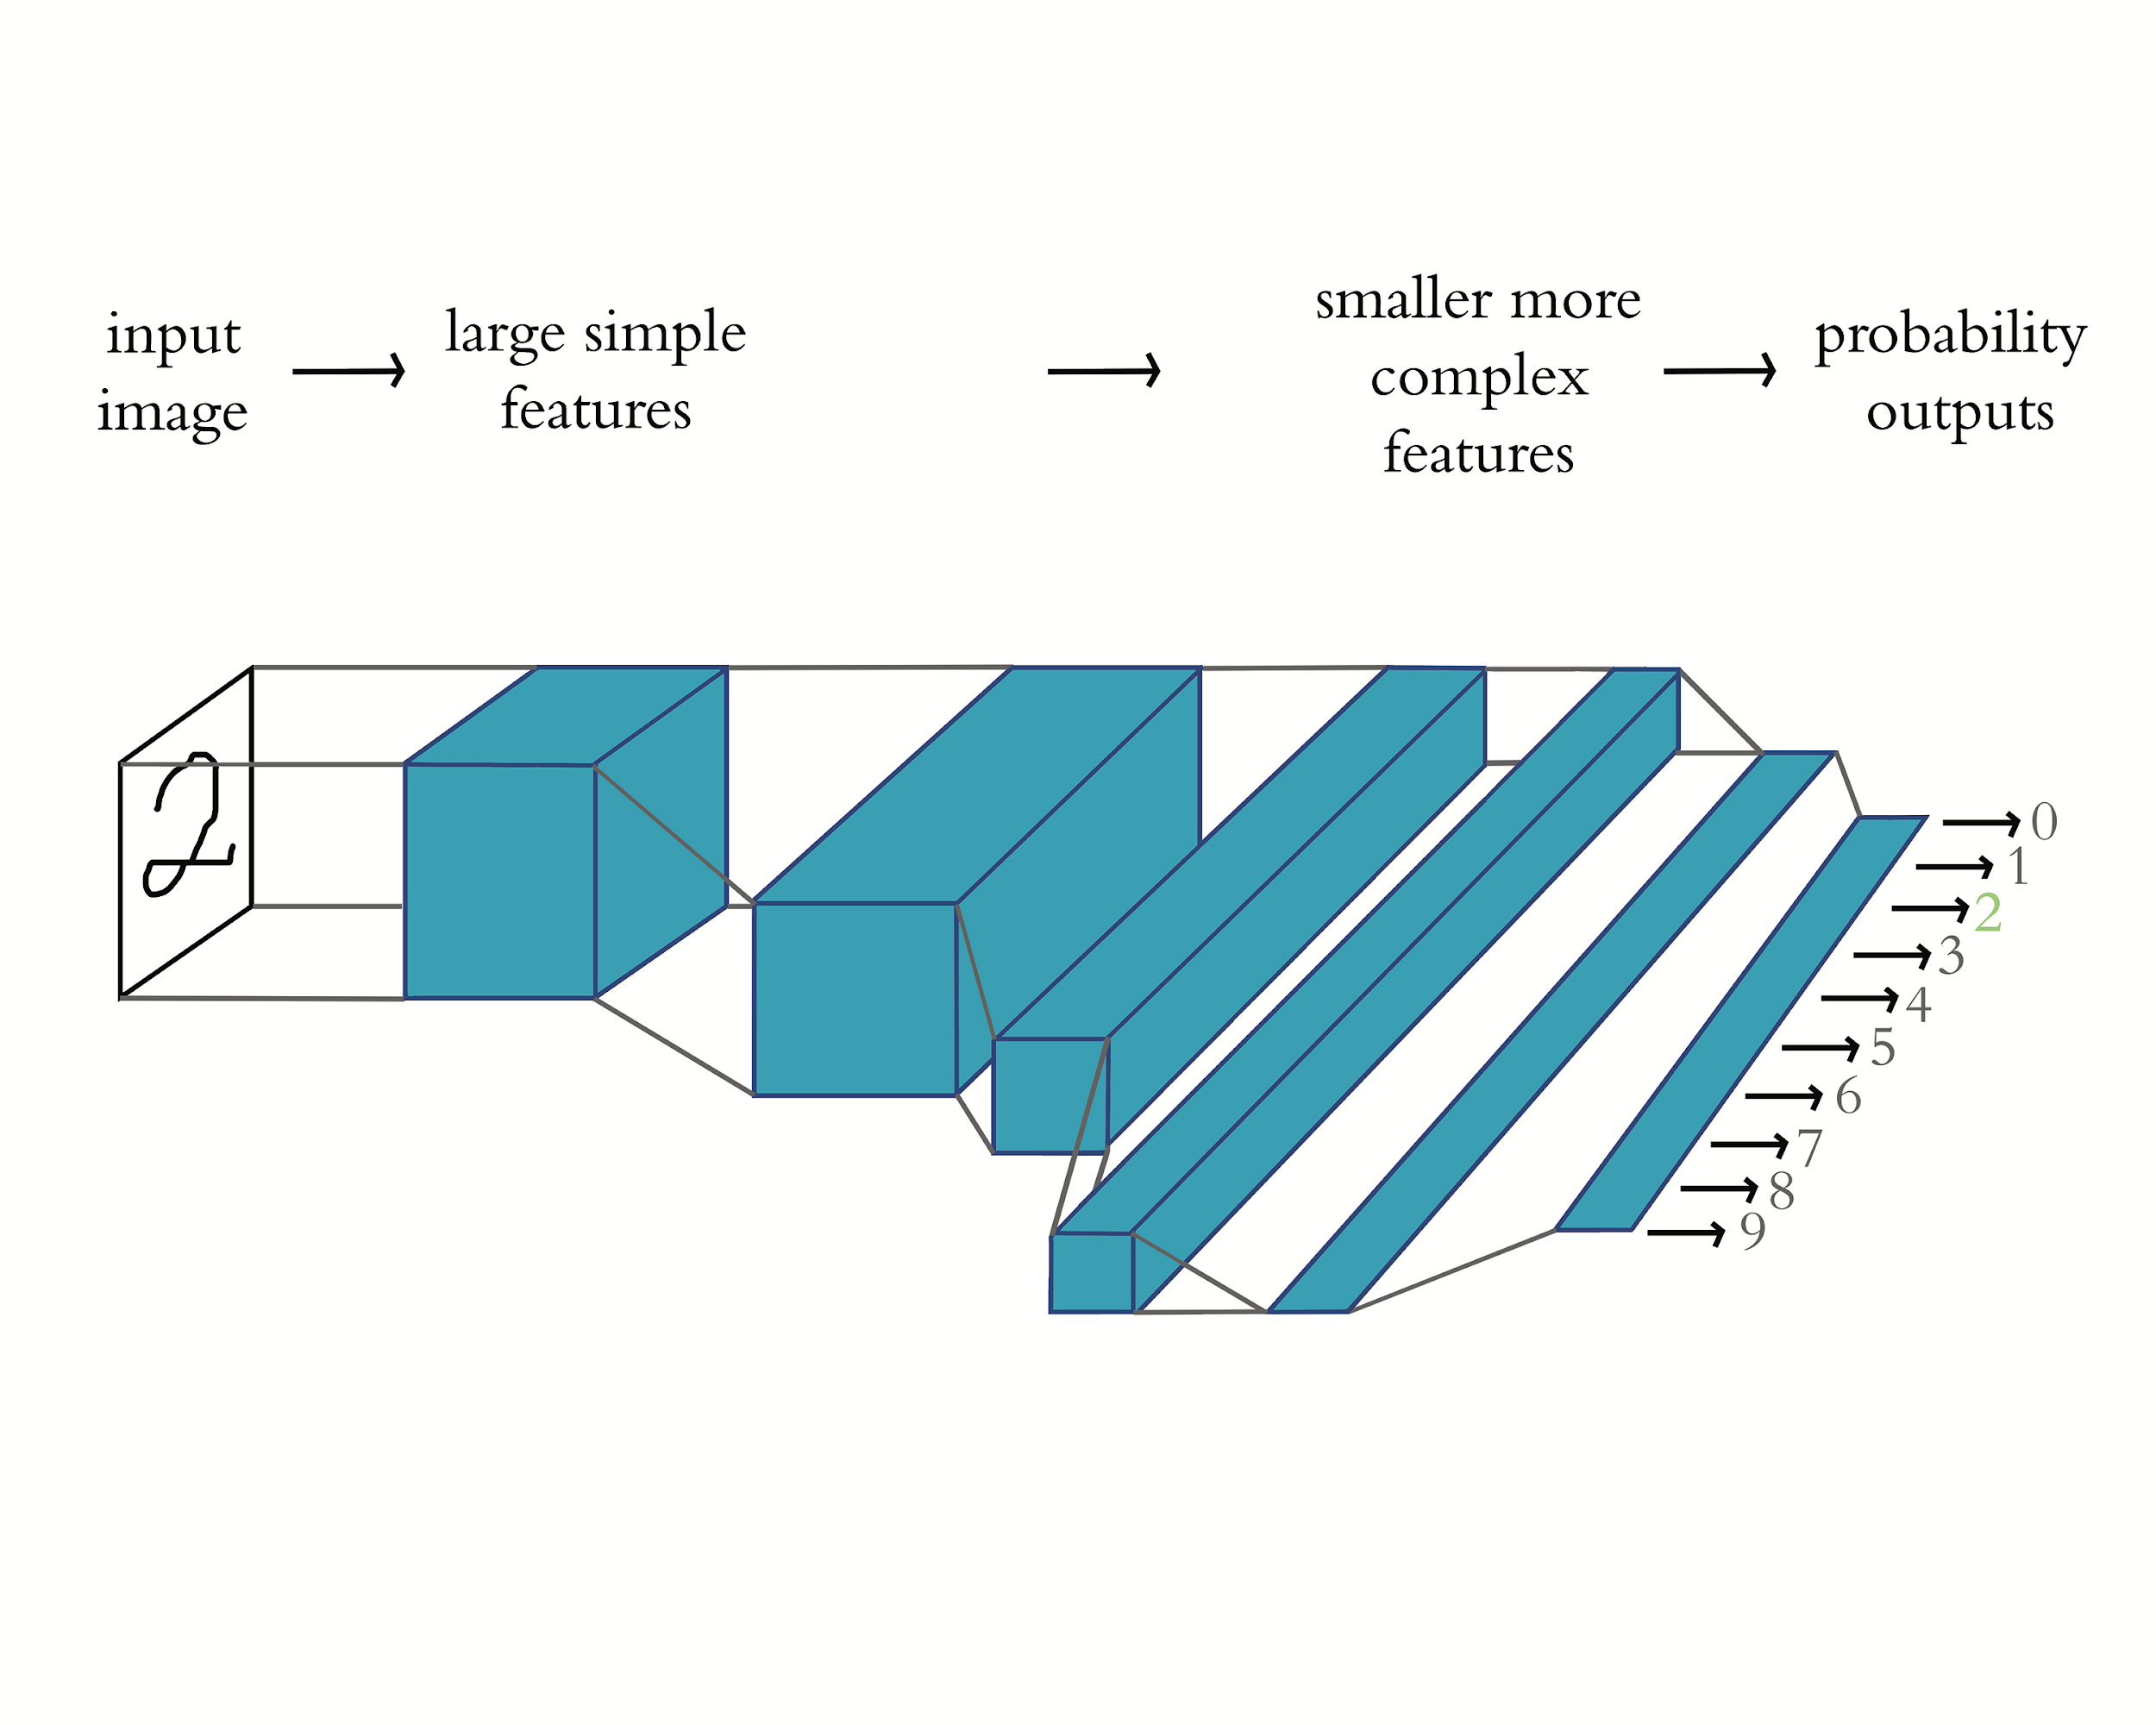 input
image
large simple
features
smaller more
complex
features
probability
outputs
2
0
1
2
3
4
5
6
7
8
9